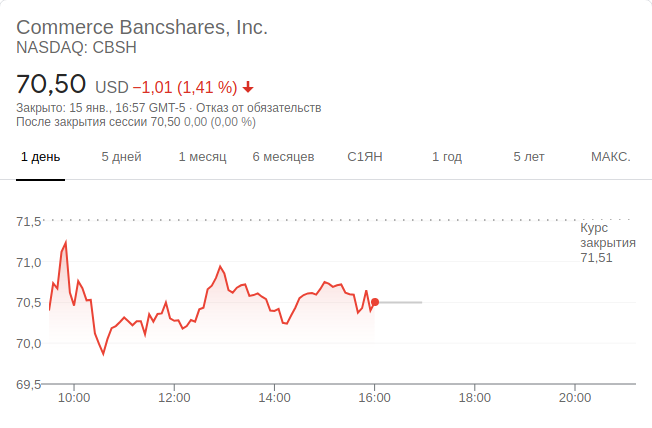 Commerce Bancshares, Inc.
NASDAQ: CBSH
70,50 USD −1,01 (1,41 %)
Закрыто: 15 янв., 16:57 GMT-5 · Отказ от обязательств
После закрытия сессии 70,50 0,00 (0,00 %)
1 день 5 дней 1 месяц 6 месяцев С1ЯН 1 год 5 лет МАКС.
71,5
Курс
закрытия
71,51
71,0
70,5
70,0
69,5
10:00 12:00 14:00 16:00 18:00 20:00